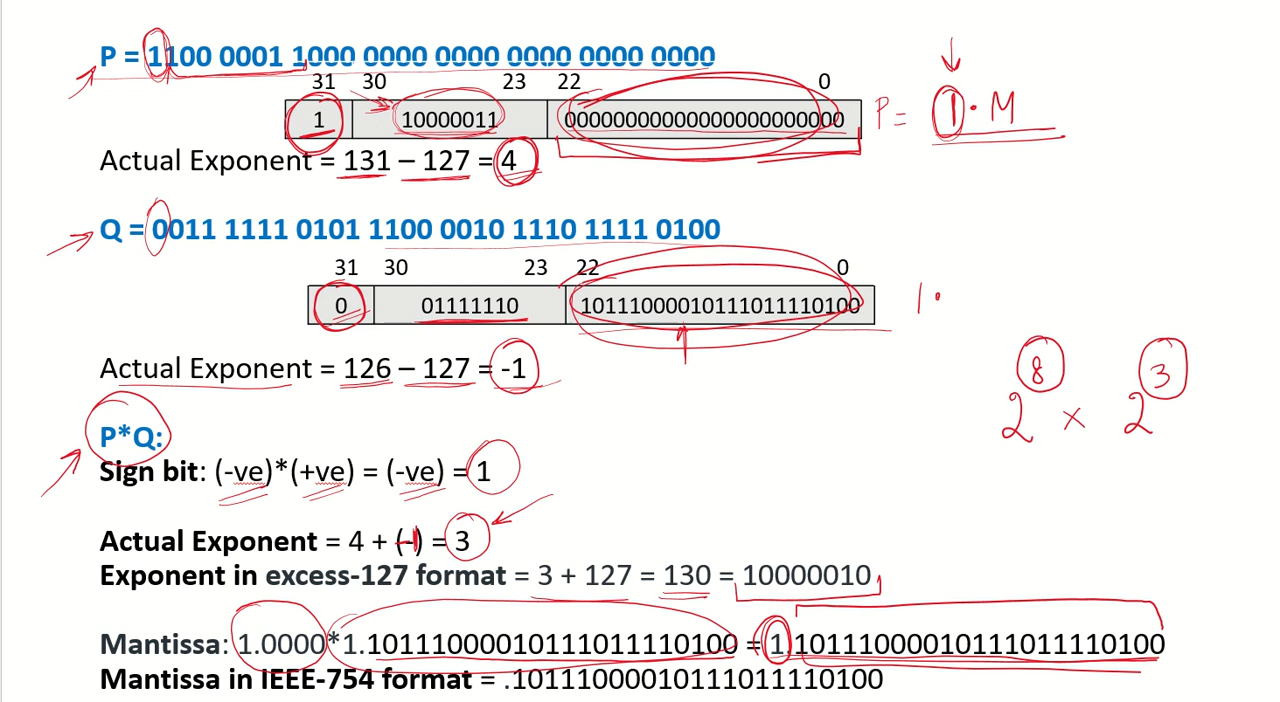 P = 1100 0001 1000 0000 0000 0000 0000 0000
31 30 23 22 0
1 10000011 00000000000000000000000 P = 1.M
Actual Exponent = 131 – 127 = 4
Q = 0011 1111 0101 1100 0010 1110 1111 0100
31 30 23 22 0
0 01111110 10111000010111011110100 1.
Actual Exponent = 126 – 127 = -1
2^8 × 2^3
P*Q:
Sign bit: (-ve)*(+ve) = (-ve) = 1
Actual Exponent = 4 + (-1) = 3
Exponent in excess-127 format = 3 + 127 = 130 = 10000010
Mantissa: 1.0000*1.10111000010111011110100 = 1.10111000010111011110100
Mantissa in IEEE-754 format = .10111000010111011110100